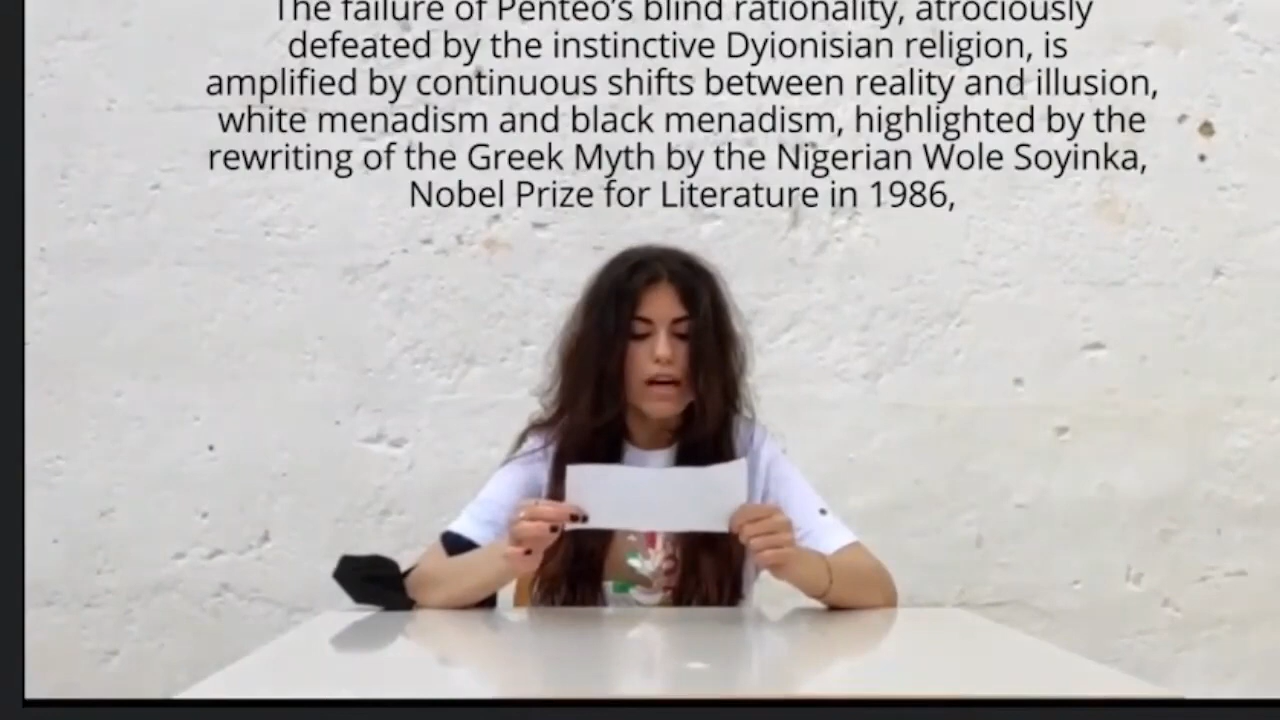 The failure of Penteo's blind rationality, atrociously
defeated by the instinctive Dyionisian religion, is
amplified by continuous shifts between reality and illusion,
white menadism and black menadism, highlighted by the
rewriting of the Greek Myth by the Nigerian Wole Soyinka,
Nobel Prize for Literature in 1986,